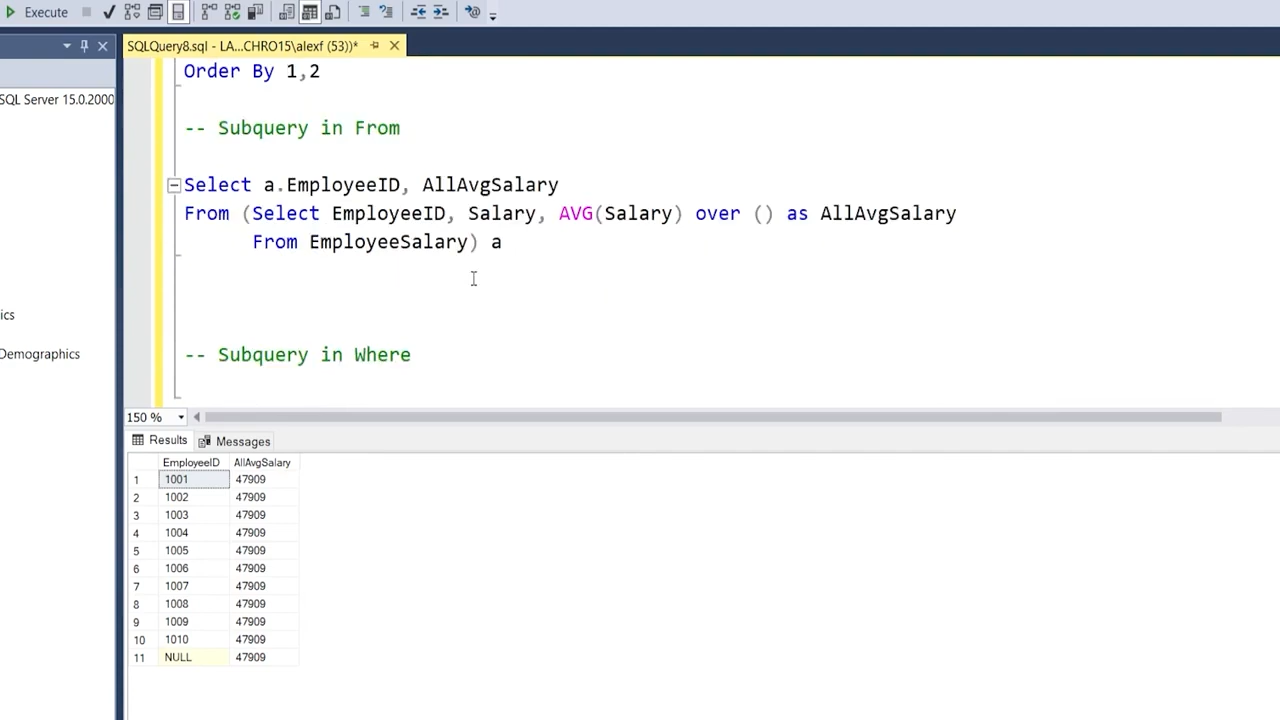 Execute
SQLQuery8.sql - LA...CHRO15\alexf (53))*
SQL Server 15.0.2000
ics
Demographics
Order By 1,2
-- Subquery in From
Select a.EmployeeID, AllAvgSalary
From (Select EmployeeID, Salary, AVG(Salary) over () as AllAvgSalary
From EmployeeSalary) a
-- Subquery in Where
150 %
Results Messages
EmployeeID AllAvgSalary
1 1001 47909
2 1002 47909
3 1003 47909
4 1004 47909
5 1005 47909
6 1006 47909
7 1007 47909
8 1008 47909
9 1009 47909
10 1010 47909
11 NULL 47909